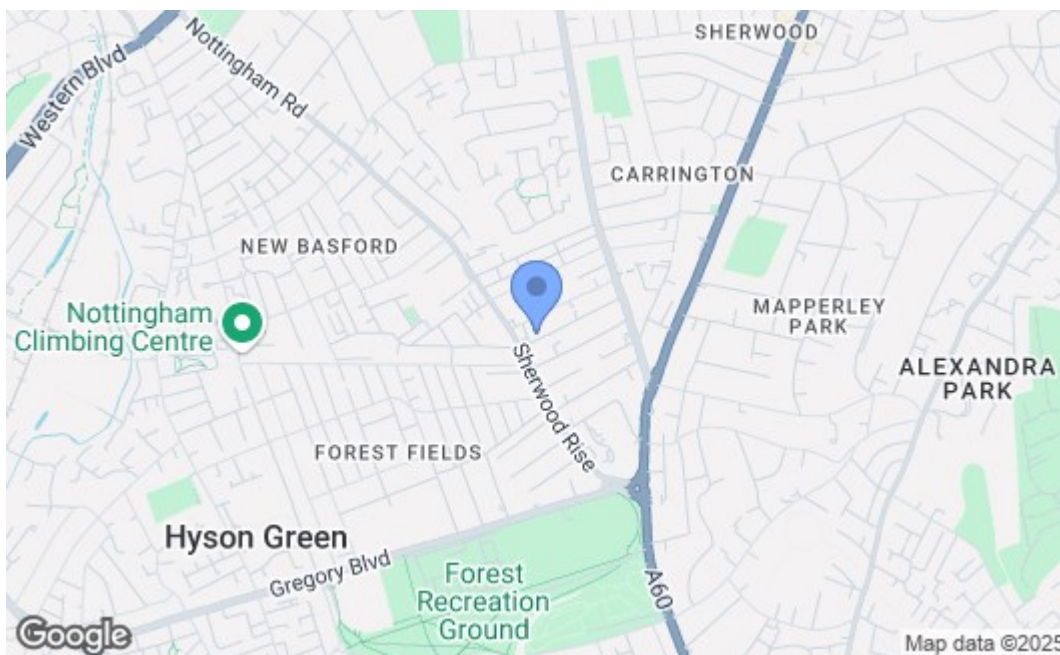 SHERWOOD
Western Blvd
Nottingham Rd
CARRINGTON
NEW BASFORD
Nottingham
Climbing Centre
MAPPERLEY
PARK
ALEXANDRA
PARK
Sherwood Rise
FOREST FIELDS
Hyson Green
Gregory Blvd
Forest
Recreation
Ground
A60
Google
Map data ©2025